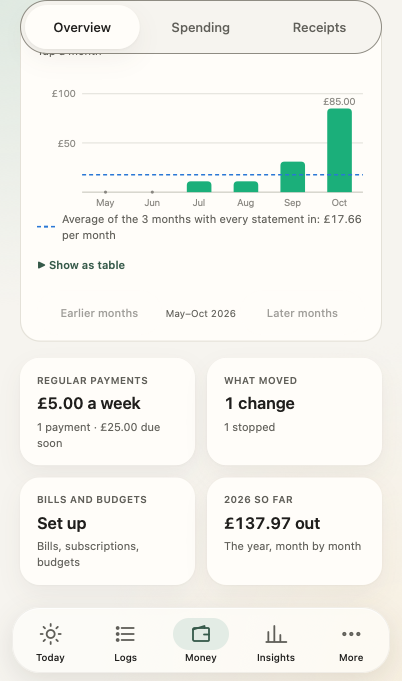 Overview
Spending
Receipts
Tap a month
£100
£85.00
£50
May
Jun
Jul
Aug
Sep
Oct
Average of the 3 months with every statement in: £17.66
per month
Show as table
Earlier months
May–Oct 2026
Later months
REGULAR PAYMENTS
£5.00 a week
1 payment · £25.00 due
soon
WHAT MOVED
1 change
1 stopped
BILLS AND BUDGETS
Set up
Bills, subscriptions,
budgets
2026 SO FAR
£137.97 out
The year, month by month
Today
Logs
Money
Insights
More